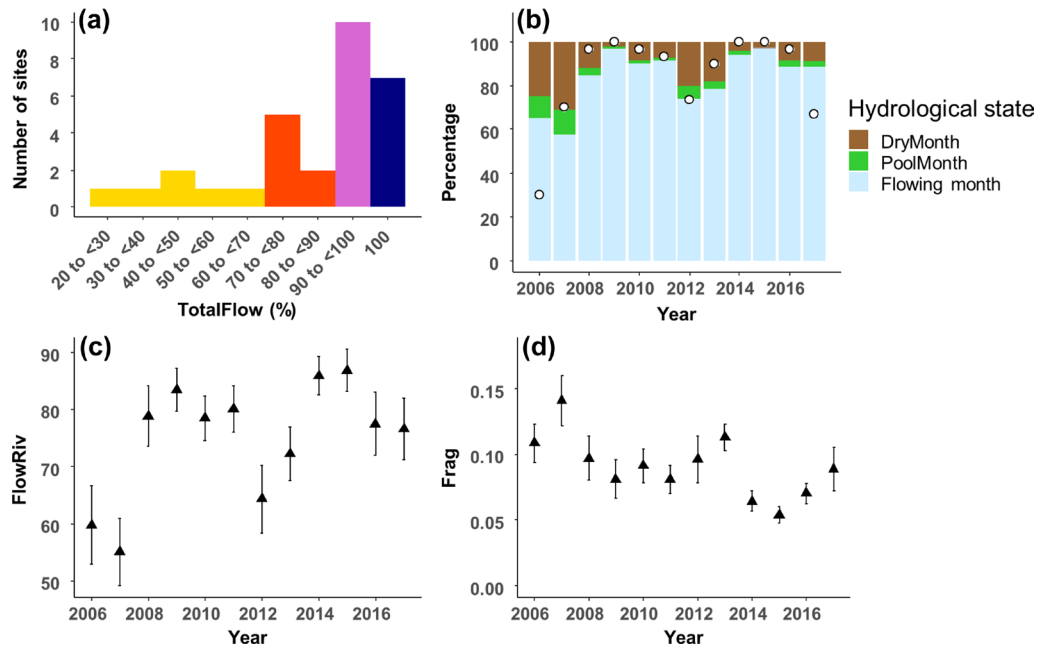 (a)
Number of sites
10
8
6
4
2
0
20 to <30
30 to <40
40 to <50
50 to <60
60 to <70
70 to <80
80 to <90
90 to <100
100
TotalFlow (%)
(b)
Percentage
100
80
60
40
20
0
2006 2008 2010 2012 2014 2016
Year
Hydrological state
DryMonth
PoolMonth
Flowing month
(c)
FlowRiv
90
80
70
60
50
2006 2008 2010 2012 2014 2016
Year
(d)
Frag
0.15
0.10
0.05
0.00
2006 2008 2010 2012 2014 2016
Year